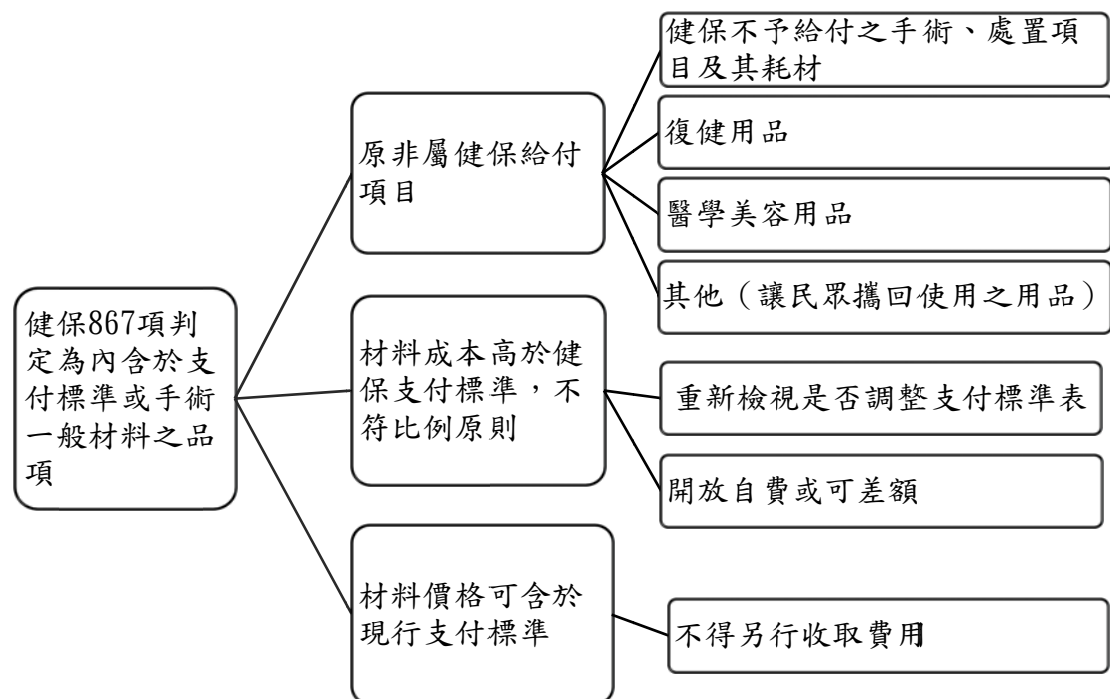 健保867項判
定為內含於支
付標準或手術
一般材料之品
項
原非屬健保給付
項目
健保不予給付之手術、處置項
目及其耗材
復健用品
醫學美容用品
其他（讓民眾攜回使用之用品）
材料成本高於健
保支付標準，不
符比例原則
重新檢視是否調整支付標準表
開放自費或可差額
材料價格可含於
現行支付標準
不得另行收取費用